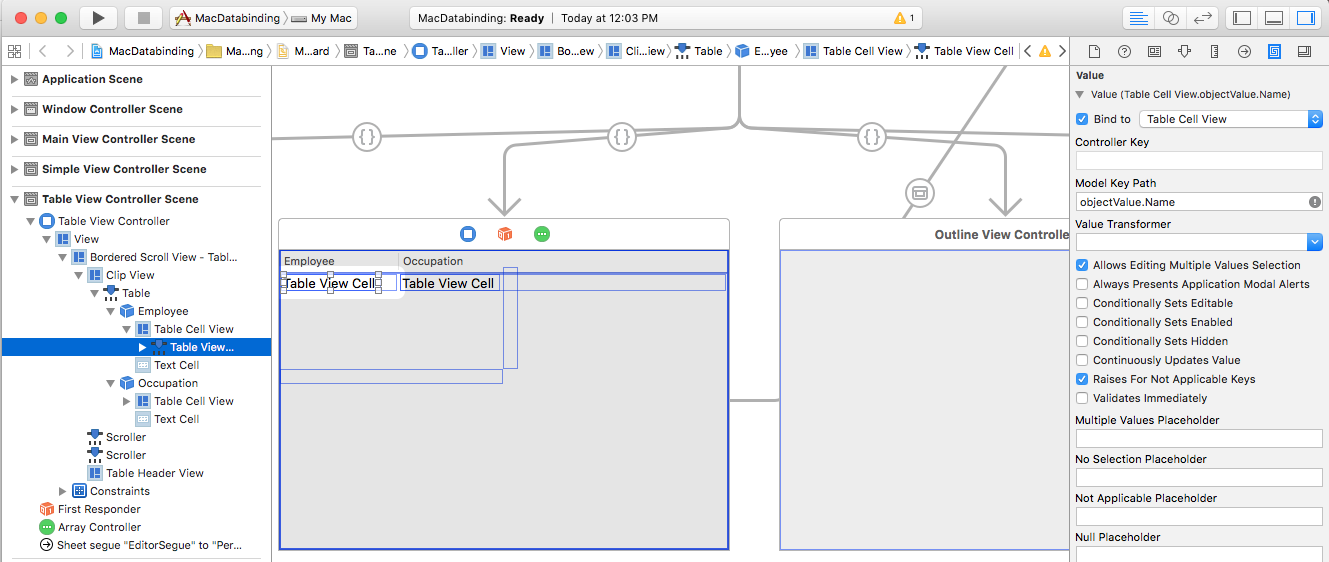 MacDatabinding
My Mac
MacDatabinding: Ready | Today at 12:03 PM
1
MacDatabinding
Ma...ng
M...ard
Ta...ne
Ta...ller
View
Bo...ew
Cli...iew
Table
E...yee
Table Cell View
Table View Cell
Application Scene
Window Controller Scene
Main View Controller Scene
Simple View Controller Scene
Table View Controller Scene
Table View Controller
View
Bordered Scroll View - Tabl...
Clip View
Table
Employee
Table Cell View
Table View...
Text Cell
Occupation
Table Cell View
Text Cell
Scroller
Scroller
Table Header View
Constraints
First Responder
Array Controller
Sheet segue "EditorSegue" to "Per...
{}
{}
{}
Employee
Occupation
Table View Cell
Table View Cell
Outline View Controlle
Value
Value (Table Cell View.objectValue.Name)
Bind to
Table Cell View
Controller Key
Model Key Path
objectValue.Name
Value Transformer
Allows Editing Multiple Values Selection
Always Presents Application Modal Alerts
Conditionally Sets Editable
Conditionally Sets Enabled
Conditionally Sets Hidden
Continuously Updates Value
Raises For Not Applicable Keys
Validates Immediately
Multiple Values Placeholder
No Selection Placeholder
Not Applicable Placeholder
Null Placeholder